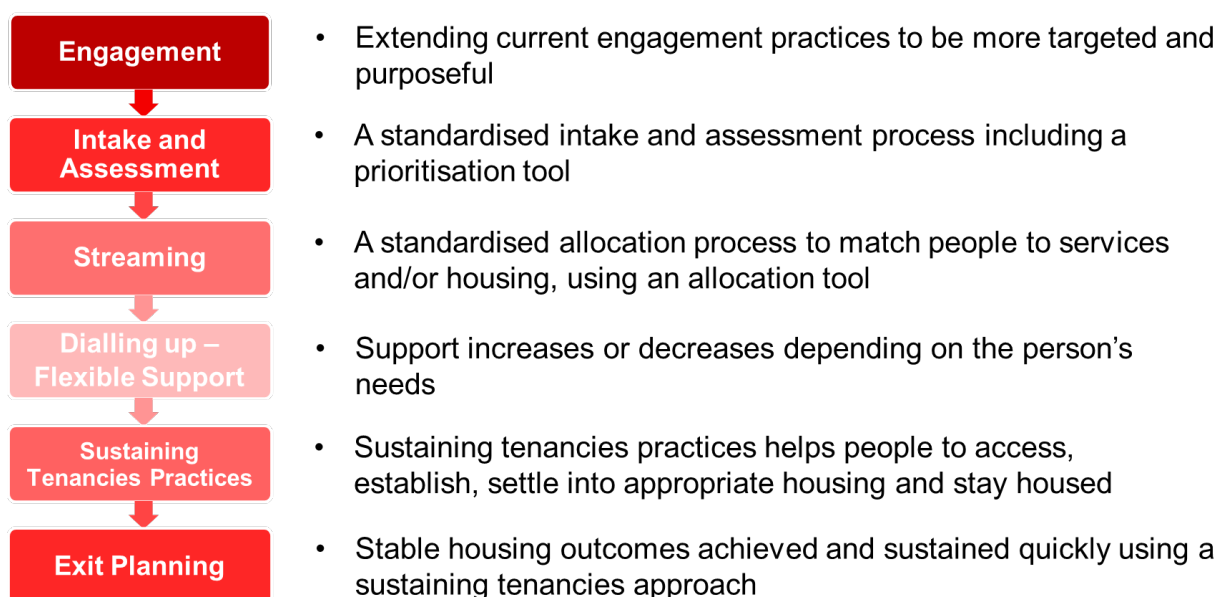 Engagement
• Extending current engagement practices to be more targeted and
purposeful
Intake and
Assessment
• A standardised intake and assessment process including a
prioritisation tool
Streaming
• A standardised allocation process to match people to services
and/or housing, using an allocation tool
Dialling up –
Flexible Support
• Support increases or decreases depending on the person’s
needs
Sustaining
Tenancies Practices
• Sustaining tenancies practices helps people to access,
establish, settle into appropriate housing and stay housed
Exit Planning
• Stable housing outcomes achieved and sustained quickly using a
sustaining tenancies approach